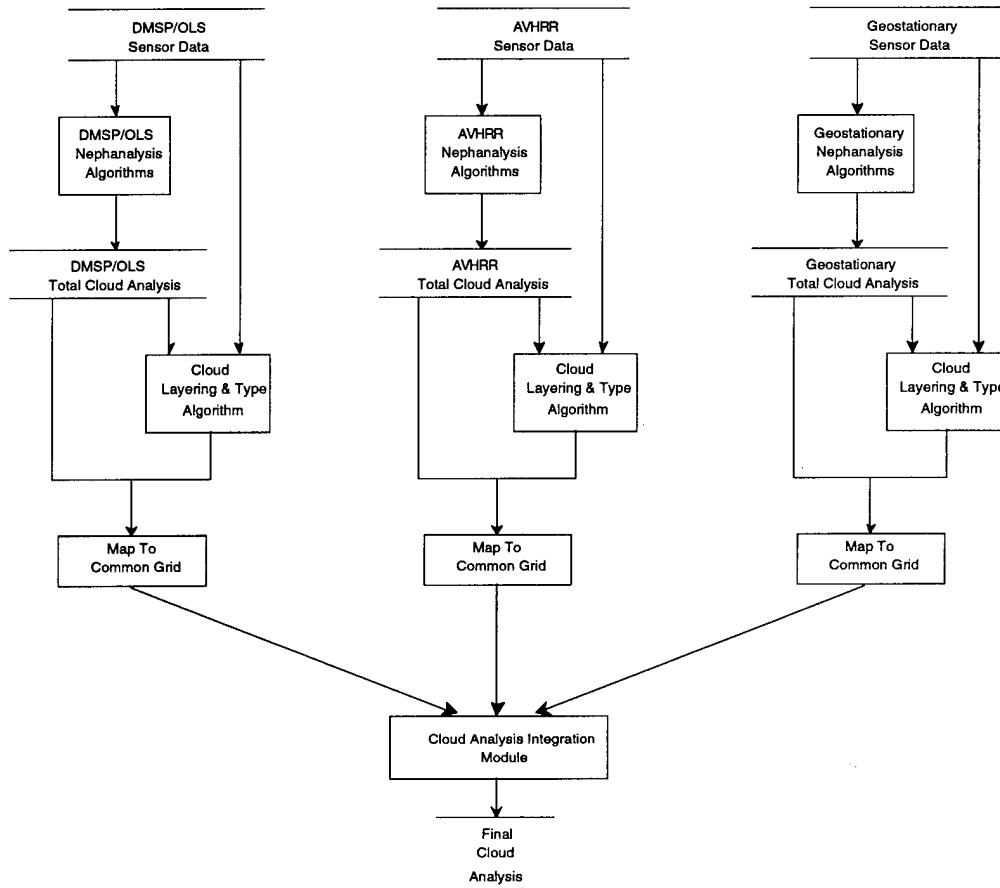 DMSP/OLS
Sensor Data
AVHRR
Sensor Data
Geostationary
Sensor Data
DMSP/OLS
Nephanalysis
Algorithms
AVHRR
Nephanalysis
Algorithms
Geostationary
Nephanalysis
Algorithms
DMSP/OLS
Total Cloud Analysis
AVHRR
Total Cloud Analysis
Geostationary
Total Cloud Analysis
Cloud
Layering & Type
Algorithm
Cloud
Layering & Type
Algorithm
Cloud
Layering & Type
Algorithm
Map To
Common Grid
Map To
Common Grid
Map To
Common Grid
Cloud Analysis Integration
Module
Final
Cloud
Analysis